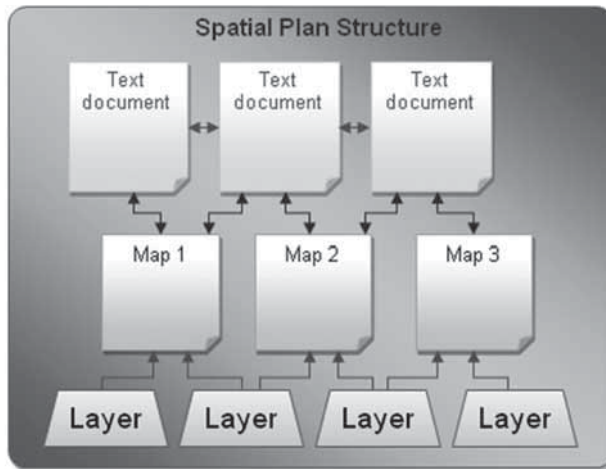 Spatial Plan Structure
Text
document
Text
document
Text
document
Map 1
Map 2
Map 3
Layer
Layer
Layer
Layer